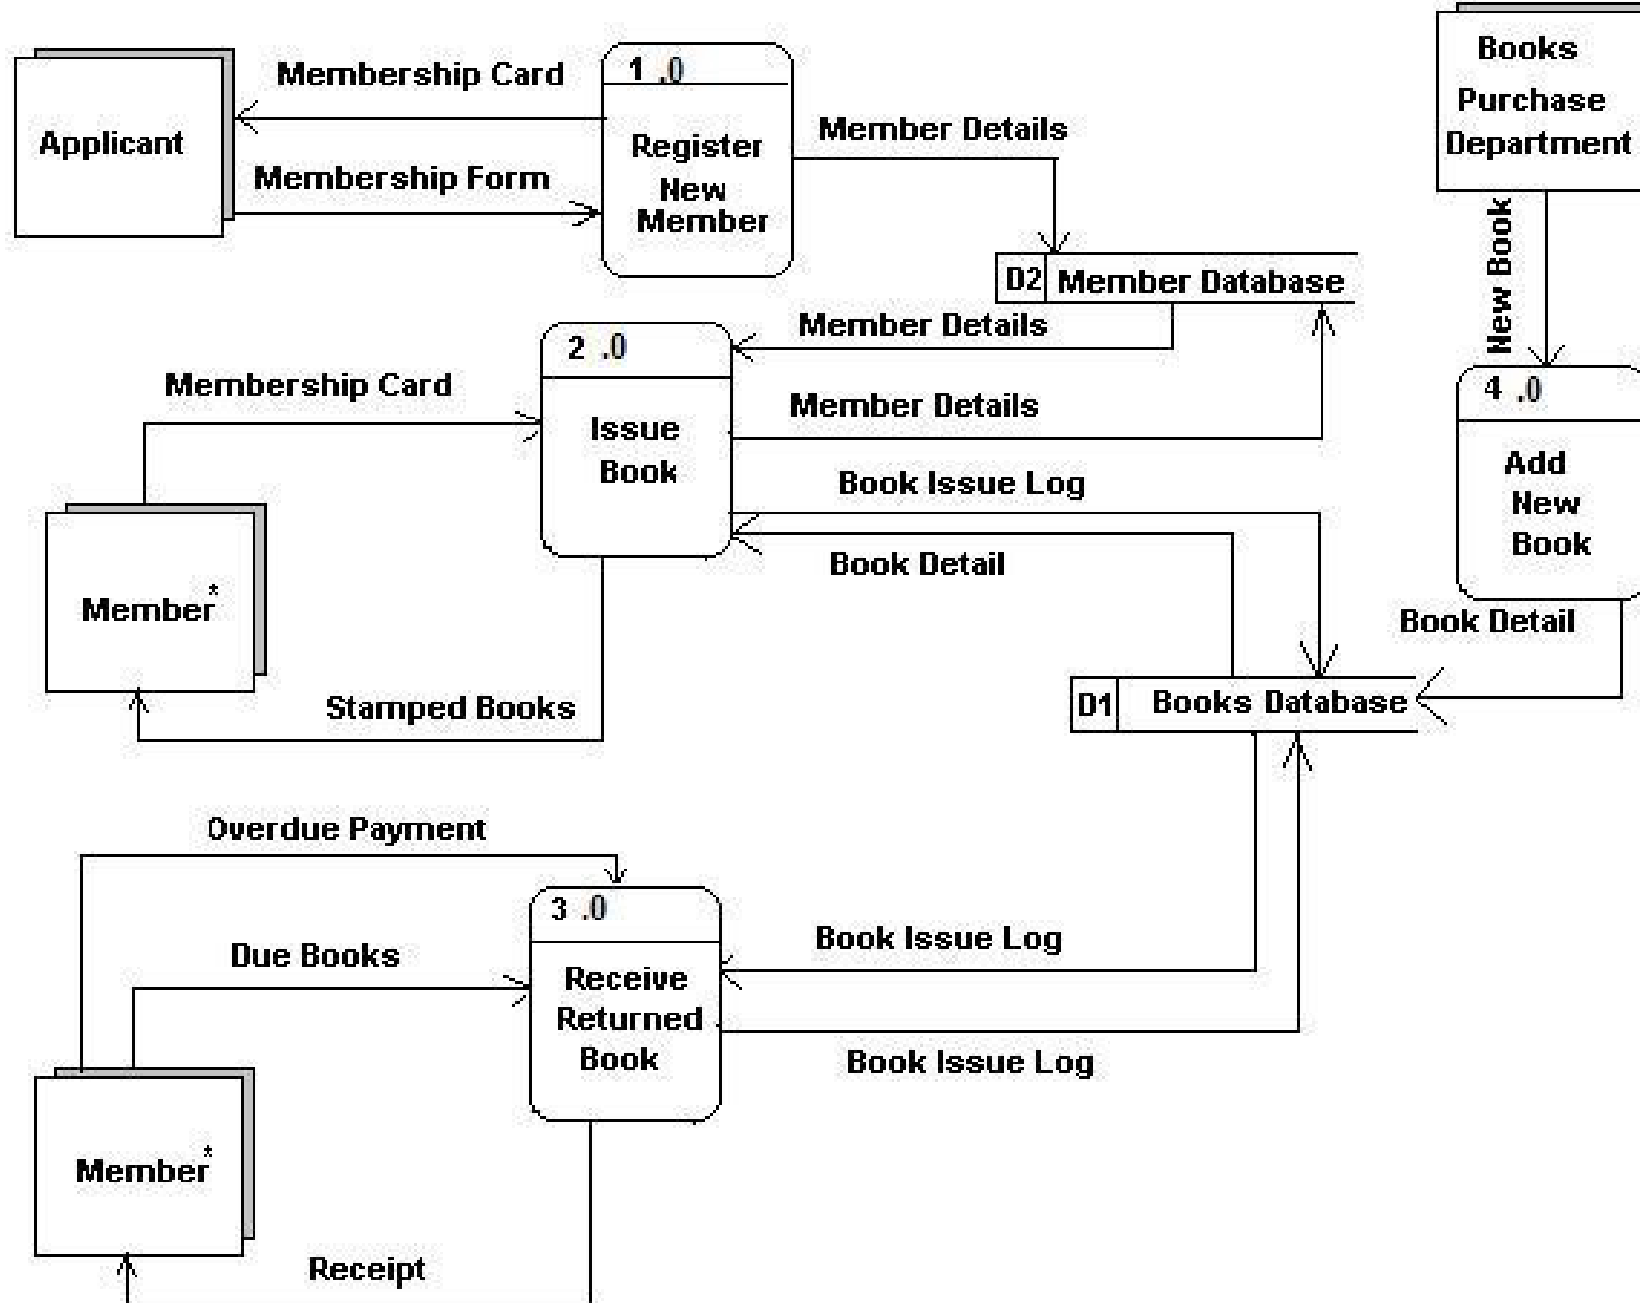 Applicant
Membership Card
Membership Form
1 .0
Register
New
Member
Member Details
D2 Member Database
Books
Purchase
Department
New Book
Member Details
2 .0
Issue
Book
Membership Card
Member Details
Book Issue Log
Book Detail
4 .0
Add
New
Book
Book Detail
Member*
Stamped Books
D1 Books Database
Overdue Payment
3 .0
Receive
Returned
Book
Due Books
Book Issue Log
Book Issue Log
Member*
Receipt